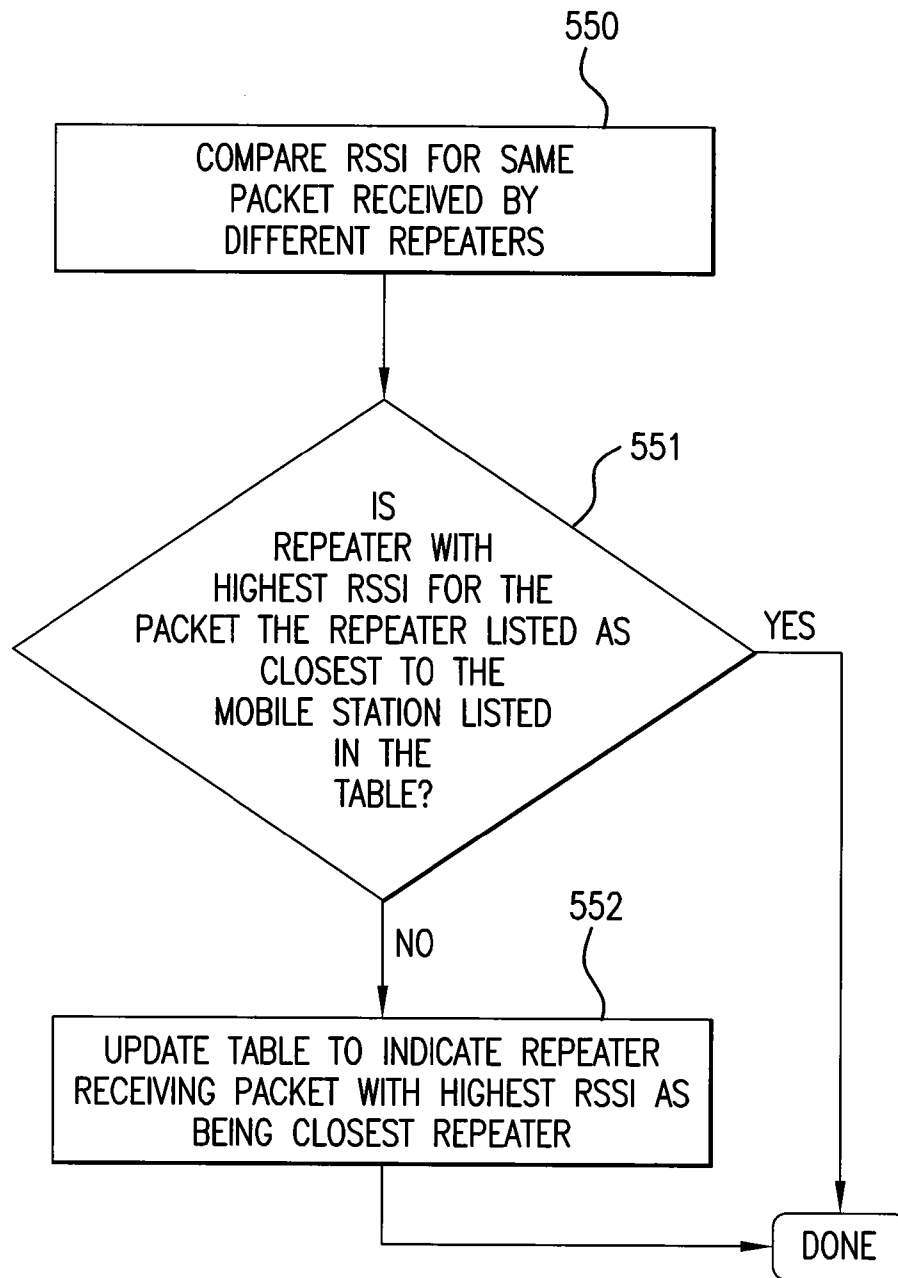 550
COMPARE RSSI FOR SAME
PACKET RECEIVED BY
DIFFERENT REPEATERS
551
IS
REPEATER WITH
HIGHEST RSSI FOR THE
PACKET THE REPEATER LISTED AS
CLOSEST TO THE
MOBILE STATION LISTED
IN THE
TABLE?
YES
NO
552
UPDATE TABLE TO INDICATE REPEATER
RECEIVING PACKET WITH HIGHEST RSSI AS
BEING CLOSEST REPEATER
DONE